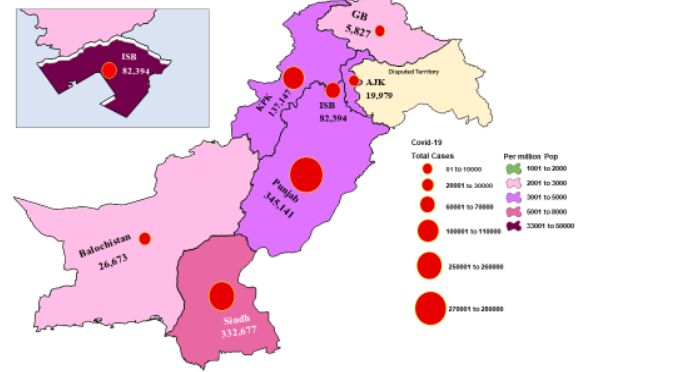 ISB
82,394
GB
5,827
Disputed Territory
AJK
19,979
KPK
137,147
ISB
82,394
Punjab
345,141
Balochistan
26,673
Sindh
332,677
Covid-19
Total Cases
01 to 10000
20001 to 30000
60001 to 70000
100001 to 110000
250001 to 260000
270001 to 280000
Per million Pop
1001 to 2000
2001 to 3000
3001 to 5000
5001 to 8000
33001 to 50000